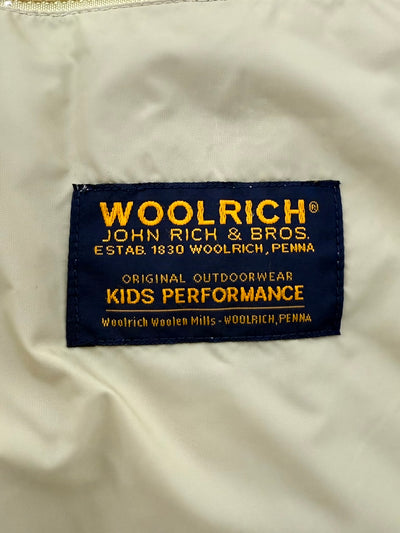 WOOLRICH®
JOHN RICH & BROS.
ESTAB. 1830 WOOLRICH, PENNA
ORIGINAL OUTDOORWEAR
KIDS PERFORMANCE
Woolrich Woolen Mills - WOOLRICH, PENNA